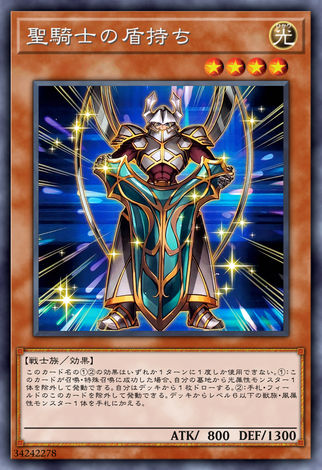 聖騎士の盾持ち
光
【戦士族/効果】
このカード名の①②の効果はいずれか1ターンに1度しか使用できない。①:こ
のカードが召喚・特殊召喚に成功した場合、自分の墓地から光属性モンスター1
体を除外して発動できる。自分はデッキから1枚ドローする。②:手札・フィー
ルドのこのカードを除外して発動できる。デッキからレベル6以下の獣族・風属
性モンスター1体を手札に加える。
ATK/ 800 DEF/1300
34242278